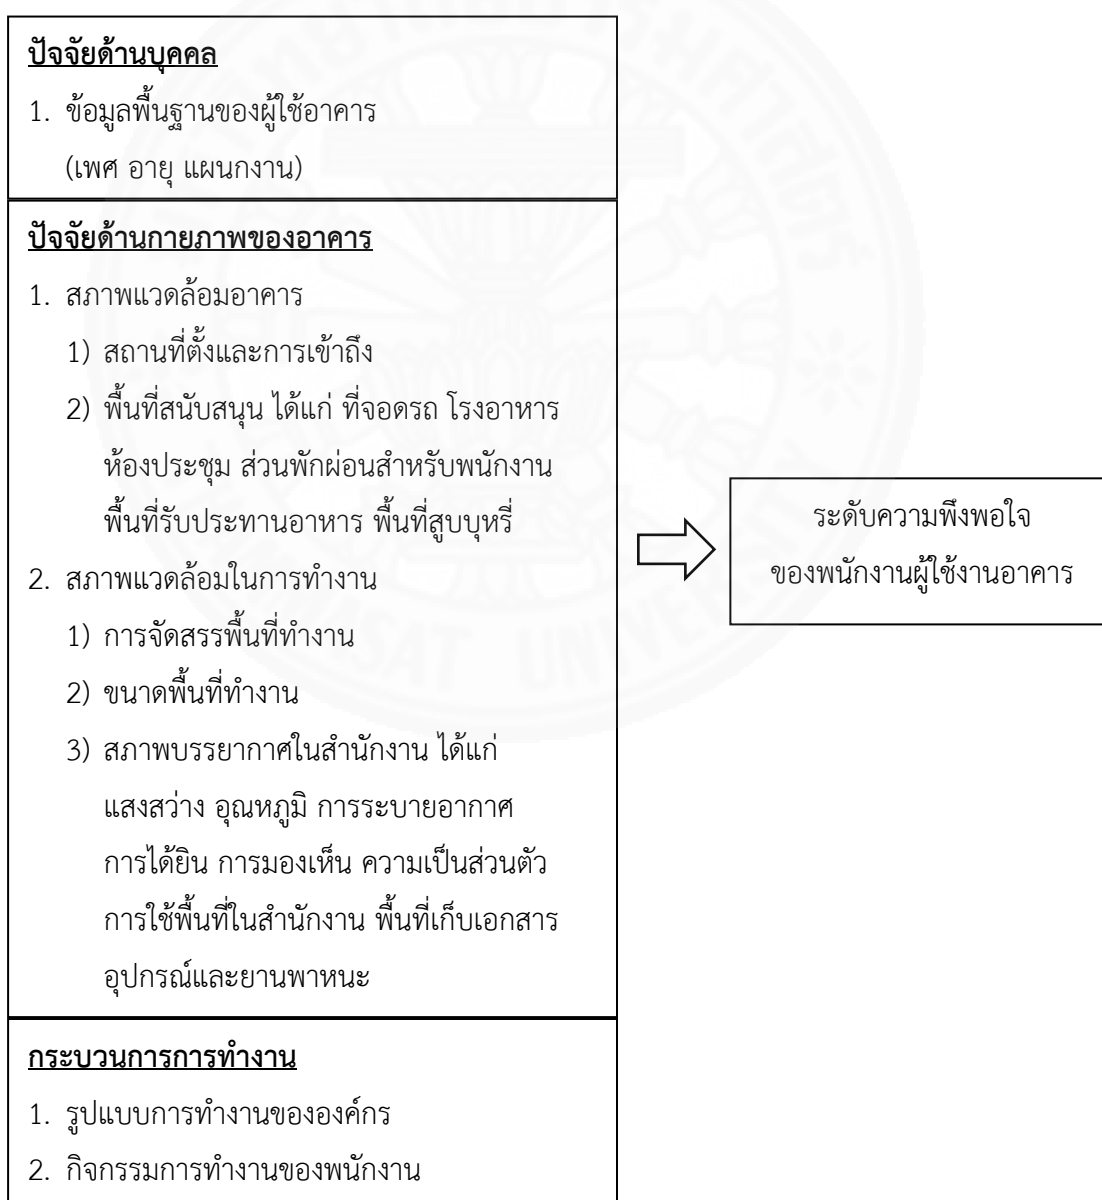 ปัจจัยด้านบุคคล
1. ข้อมูลพื้นฐานของผู้ใช้อาคาร
(เพศ อายุ แผนกงาน)
ปัจจัยด้านกายภาพของอาคาร
1. สภาพแวดล้อมอาคาร
1) สถานที่ตั้งและการเข้าถึง
2) พื้นที่สนับสนุน ได้แก่ ที่จอดรถ โรงอาหาร
ห้องประชุม ส่วนพักผ่อนสำหรับพนักงาน
พื้นที่รับประทานอาหาร พื้นที่สูบบุหรี่
2. สภาพแวดล้อมในการทำงาน
1) การจัดสรรพื้นที่ทำงาน
2) ขนาดพื้นที่ทำงาน
3) สภาพบรรยากาศในสำนักงาน ได้แก่
แสงสว่าง อุณหภูมิ การระบายอากาศ
การได้ยิน การมองเห็น ความเป็นส่วนตัว
การใช้พื้นที่ในสำนักงาน พื้นที่เก็บเอกสาร
อุปกรณ์และยานพาหนะ
กระบวนการการทำงาน
1. รูปแบบการทำงานขององค์กร
2. กิจกรรมการทำงานของพนักงาน
ระดับความพึงพอใจ
ของพนักงานผู้ใช้งานอาคาร